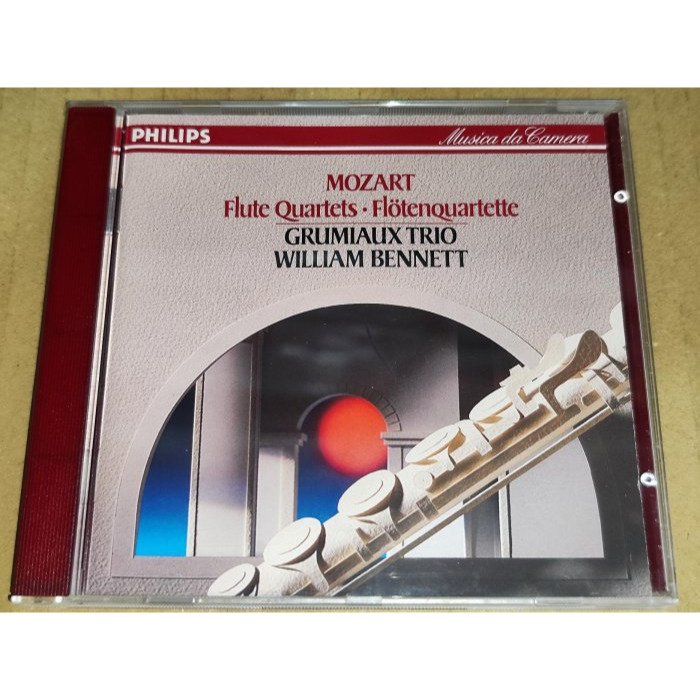 PHILIPS
Musica da Camera
MOZART
Flute Quartets • Flötenquartette
GRUMIAUX TRIO
WILLIAM BENNETT